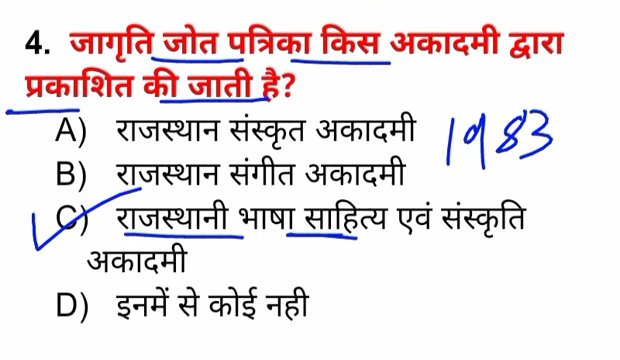 4. जागृति जोत पत्रिका किस अकादमी द्वारा
प्रकाशित की जाती है?
A) राजस्थान संस्कृत अकादमी
1983
B) राजस्थान संगीत अकादमी
C) राजस्थानी भाषा साहित्य एवं संस्कृति
अकादमी
D) इनमें से कोई नही